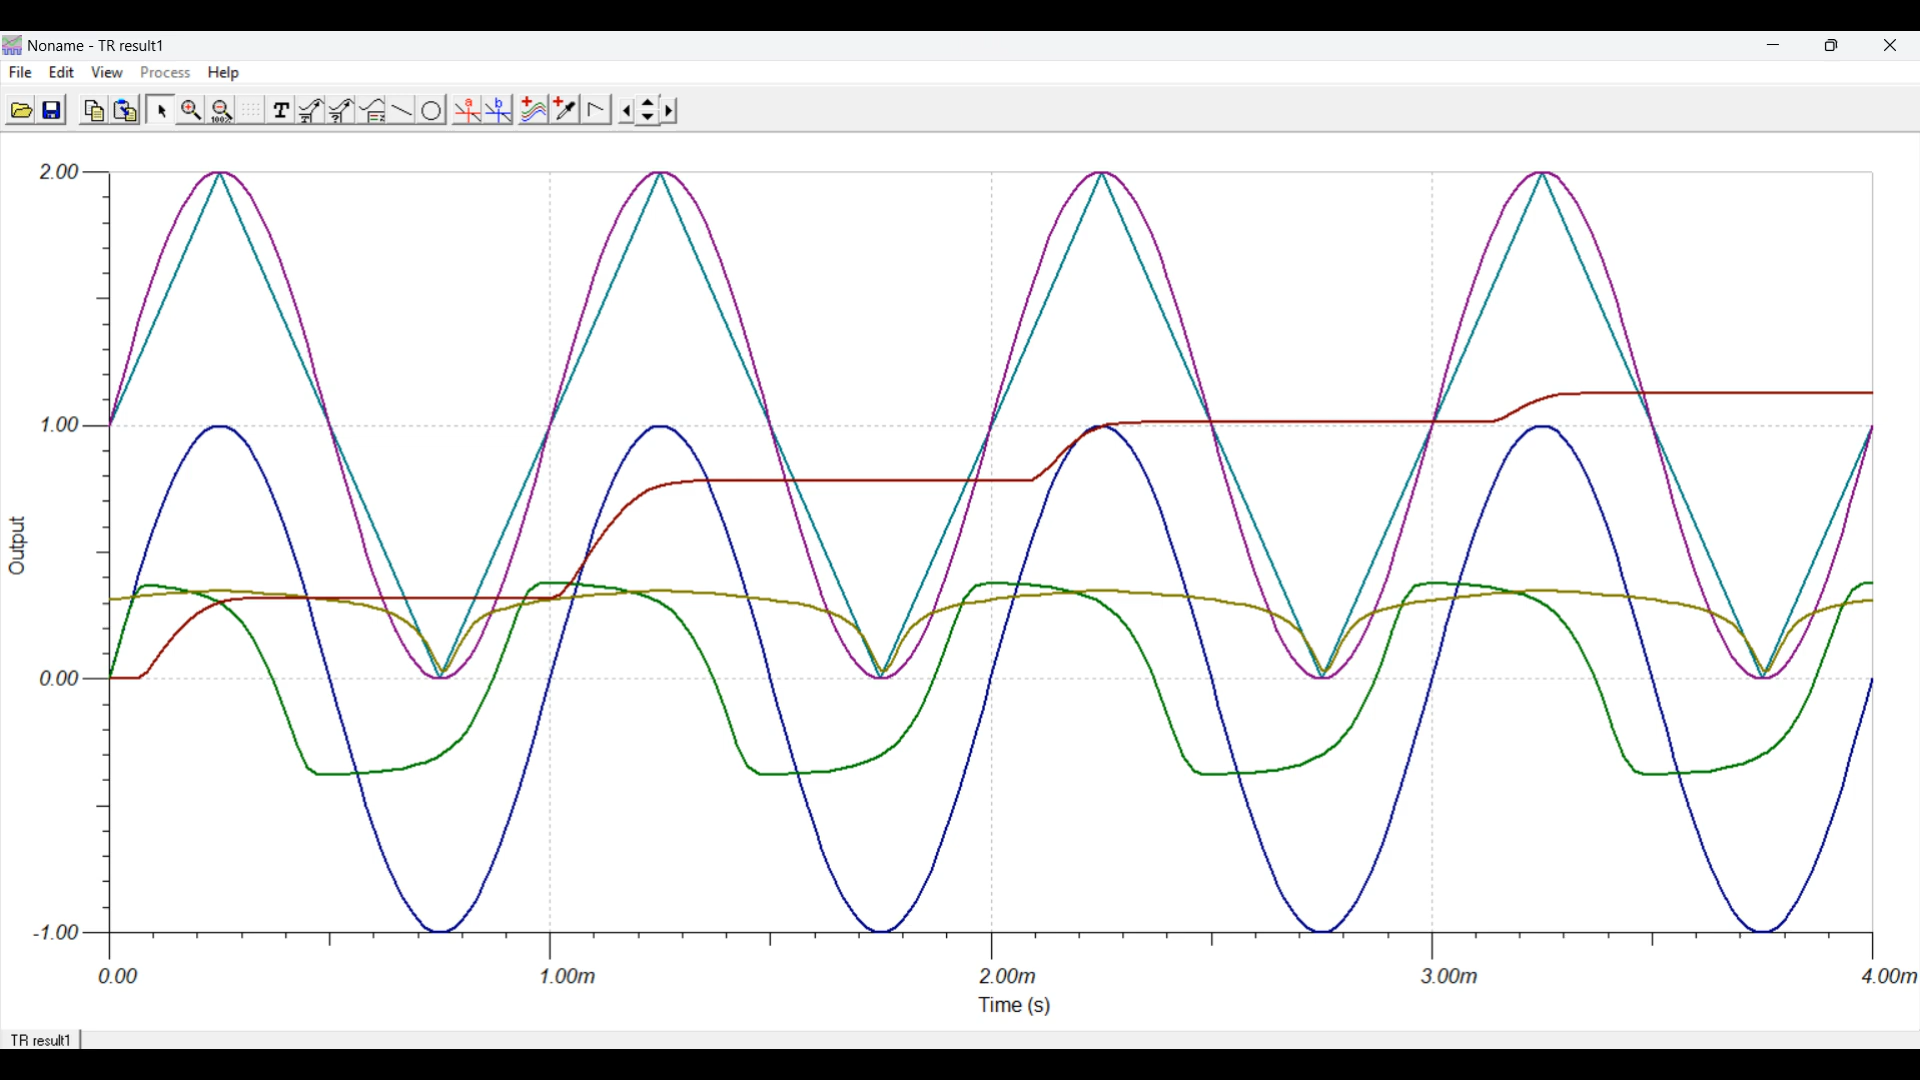 Noname - TR result1
File Edit View Process Help
T
100%
T
?
a
b
2.00
1.00
0.00
-1.00
Output
0.00 1.00m 2.00m 3.00m 4.00m
Time (s)
TR result1